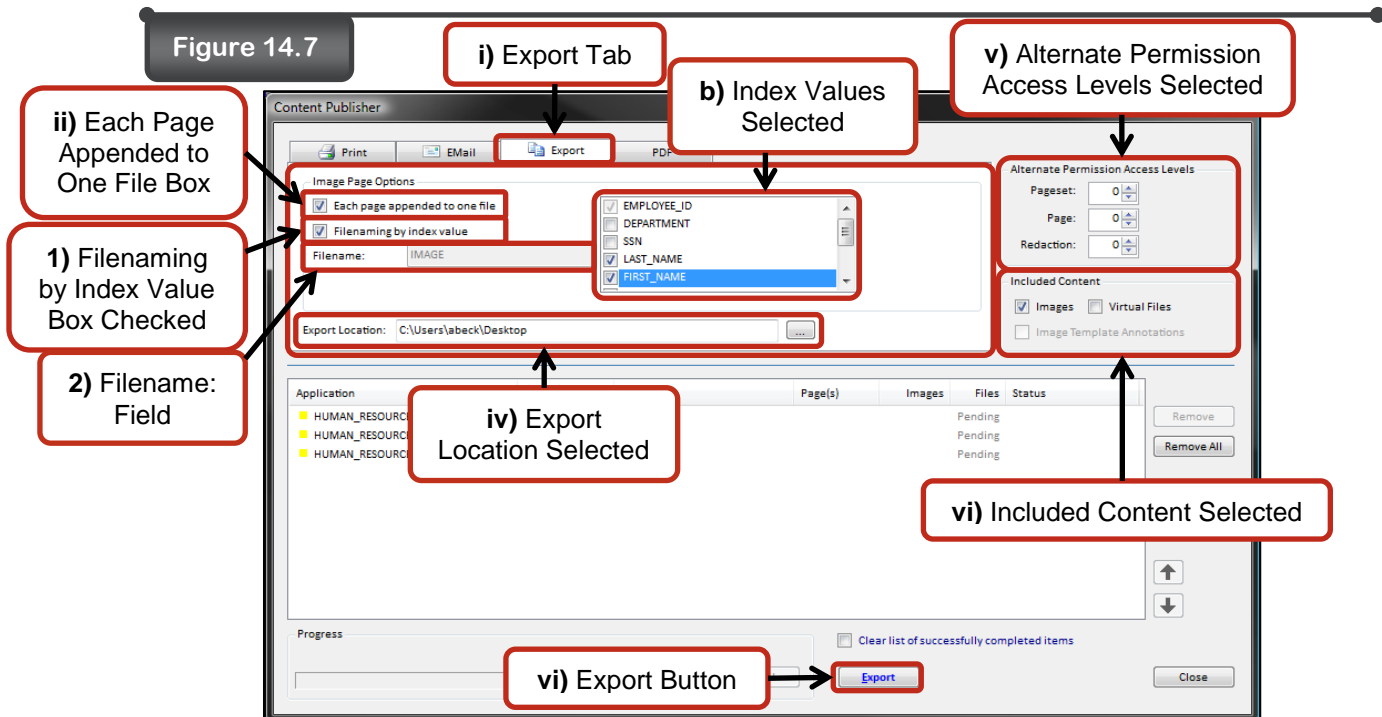 Figure 14.7
i) Export Tab
v) Alternate Permission
Access Levels Selected
b) Index Values
Selected
ii) Each Page
Appended to
One File Box
1) Filenaming
by Index Value
Box Checked
2) Filename:
Field
Content Publisher
Print
EMail
Export
PDF
Image Page Options
Each page appended to one file
Filenaming by index value
Filename:
IMAGE
EMPLOYEE_ID
DEPARTMENT
SSN
LAST_NAME
FIRST_NAME
Alternate Permission Access Levels
Pageset: 0
Page: 0
Redaction: 0
Included Content
Images
Virtual Files
Image Template Annotations
Export Location: C:\Users\abeck\Desktop
...
Application Page(s) Images Files Status
HUMAN_RESOURC Pending
HUMAN_RESOURC Pending
HUMAN_RESOURC Pending
Remove
Remove All
iv) Export
Location Selected
vi) Included Content Selected
Progress
Clear list of successfully completed items
vi) Export Button
Export
Close